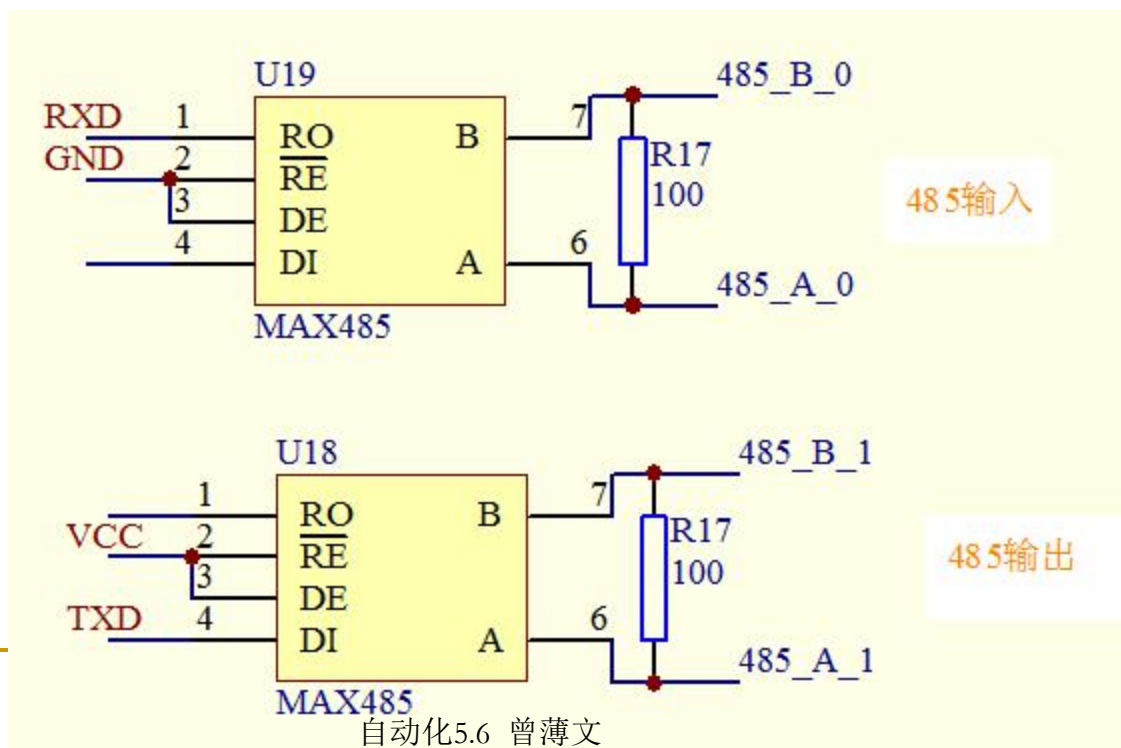 U19
485_B_0
RXD 1 RO B 7
GND 2 RE
R17
100
3 DE
4 DI A 6
485输入
485_A_0
MAX485
U18
485_B_1
1 RO B 7
VCC 2 RE
R17
100
3 DE
TXD 4 DI A 6
485输出
485_A_1
MAX485
自动化5.6 曾薄文